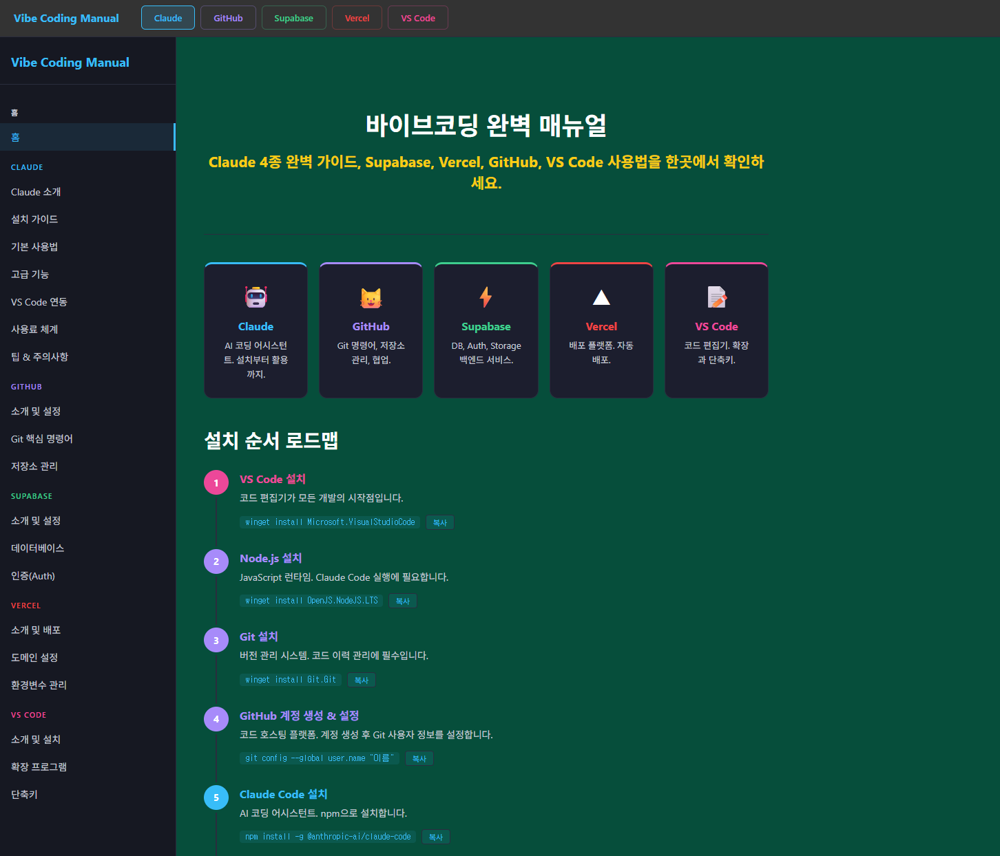 Vibe Coding Manual
Claude
GitHub
Supabase
Vercel
VS Code
Vibe Coding Manual
홈
홈
CLAUDE
Claude 소개
설치 가이드
기본 사용법
고급 기능
VS Code 연동
사용료 체계
팁 & 주의사항
GITHUB
소개 및 설정
Git 핵심 명령어
저장소 관리
SUPABASE
소개 및 설정
데이터베이스
인증(Auth)
VERCEL
소개 및 배포
도메인 설정
환경변수 관리
VS CODE
소개 및 설치
확장 프로그램
단축키
바이브코딩 완벽 매뉴얼
Claude 4종 완벽 가이드, Supabase, Vercel, GitHub, VS Code 사용법을 한곳에서 확인하
세요.
Claude
AI 코딩 어시스턴
트. 설치부터 활용
까지.
GitHub
Git 명령어, 저장소
관리, 협업.
Supabase
DB, Auth, Storage
백엔드 서비스.
Vercel
배포 플랫폼. 자동
배포.
VS Code
코드 편집기. 확장
과 단축키.
설치 순서 로드맵
1
VS Code 설치
코드 편집기가 모든 개발의 시작점입니다.
winget install Microsoft.VisualStudioCode
복사
2
Node.js 설치
JavaScript 런타임. Claude Code 실행에 필요합니다.
winget install OpenJS.NodeJS.LTS
복사
3
Git 설치
버전 관리 시스템. 코드 이력 관리에 필수입니다.
winget install Git.Git
복사
4
GitHub 계정 생성 & 설정
코드 호스팅 플랫폼. 계정 생성 후 Git 사용자 정보를 설정합니다.
git config --global user.name "이름"
복사
5
Claude Code 설치
AI 코딩 어시스턴트. npm으로 설치합니다.
npm install -g @anthropic-ai/claude-code
복사